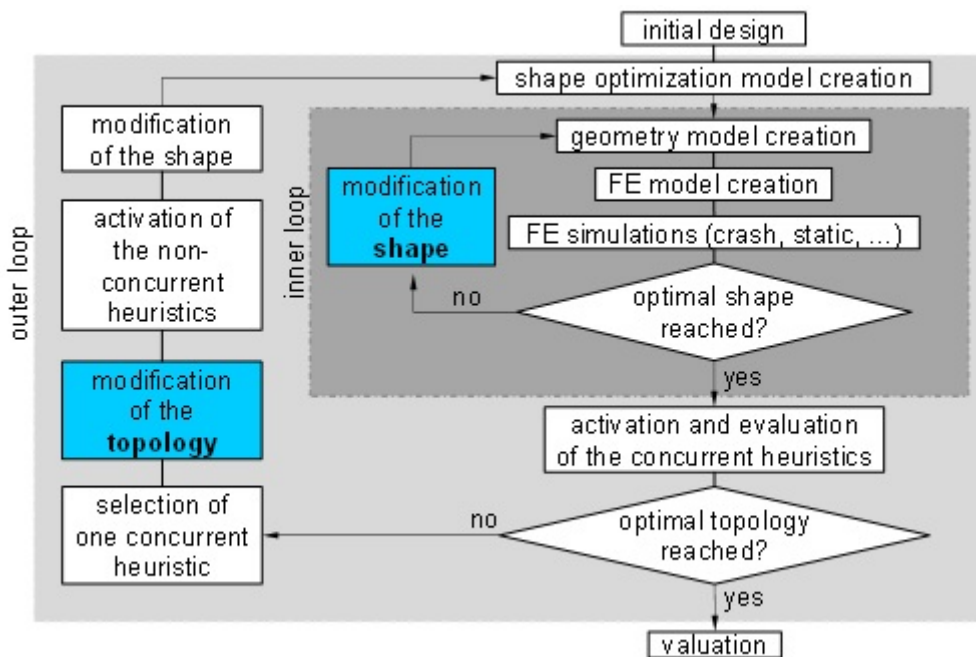 initial design
shape optimization model creation
geometry model creation
FE model creation
FE simulations (crash, static, ...)
optimal shape
reached?
no
yes
modification
of the
shape
inner loop
activation and evaluation
of the concurrent heuristics
optimal topology
reached?
no
yes
valuation
selection of
one concurrent
heuristic
modification
of the
topology
activation of
the non-
concurrent
heuristics
modification
of the shape
outer loop